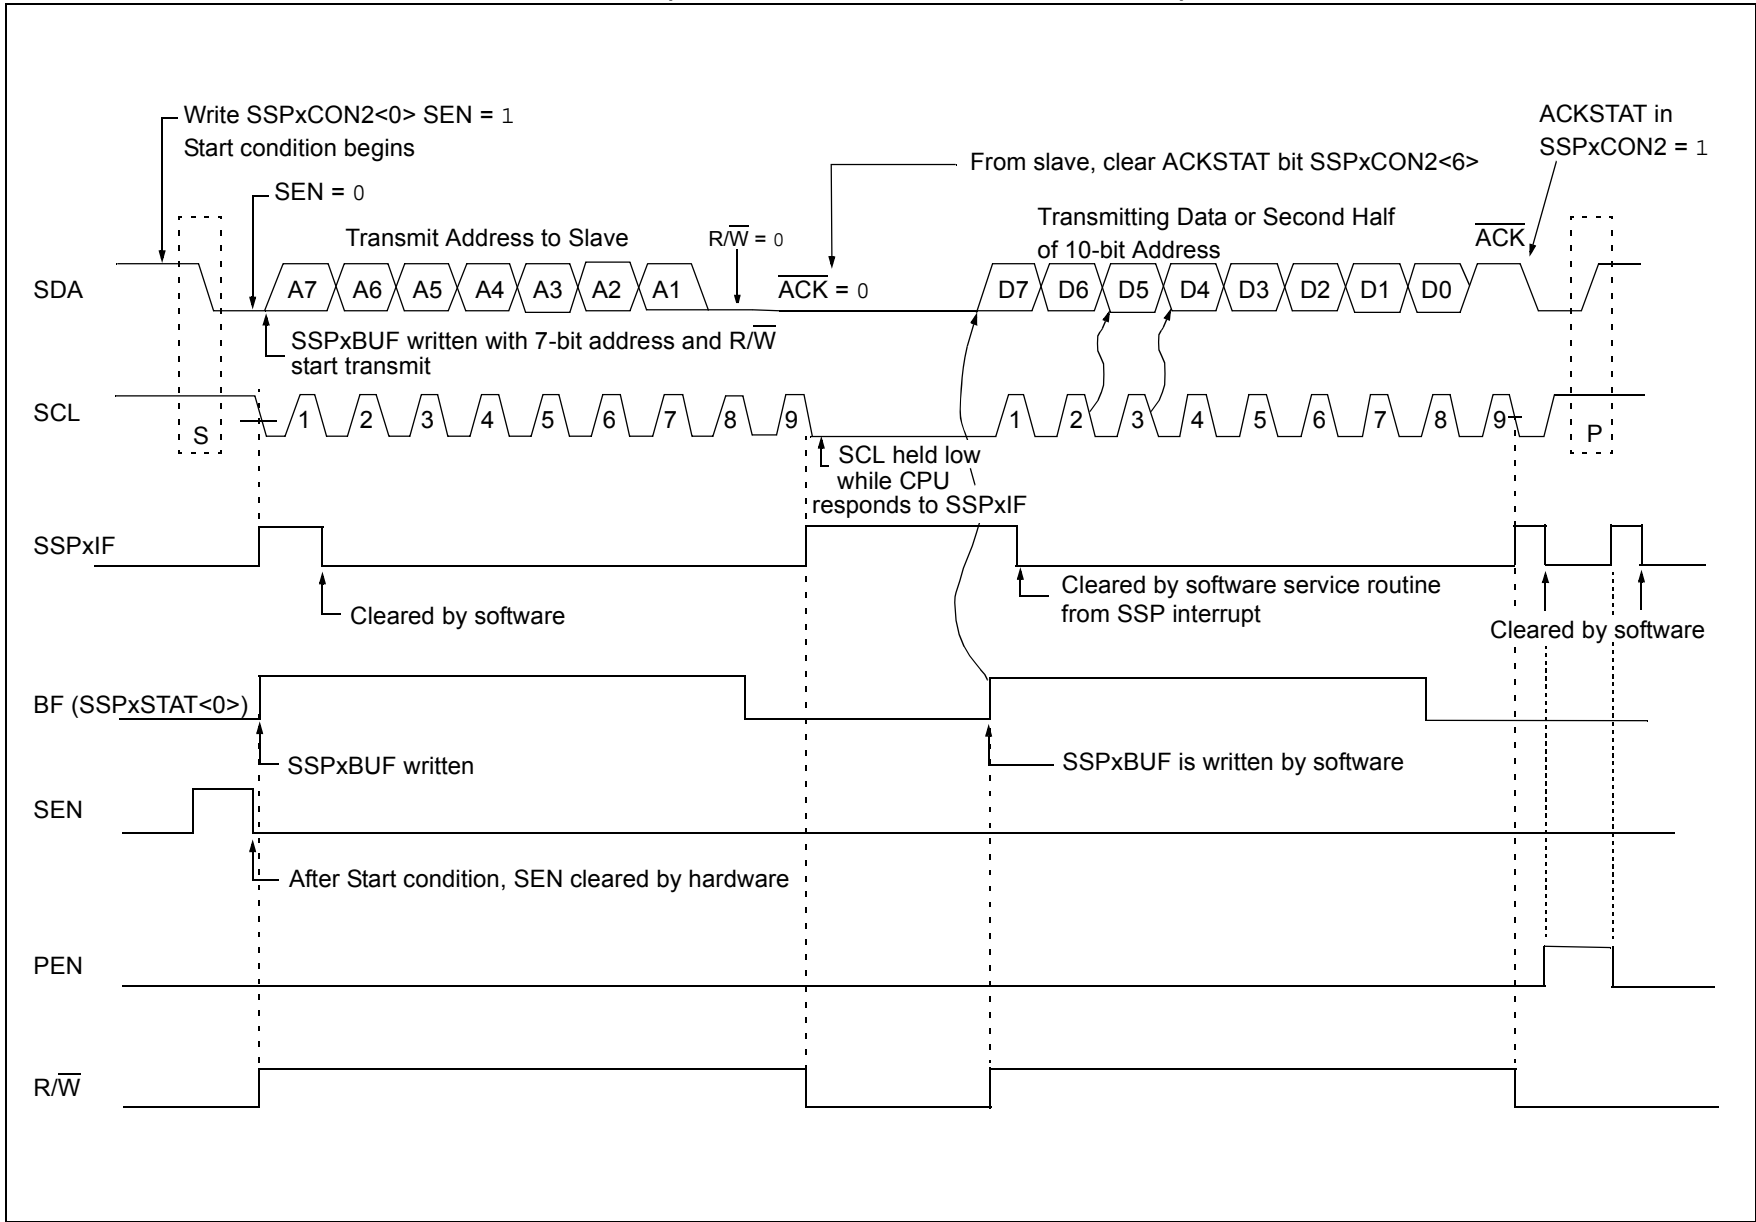 Write SSPxCON2<0> SEN = 1
Start condition begins
ACKSTAT in
SSPxCON2 = 1
From slave, clear ACKSTAT bit SSPxCON2<6>
SEN = 0
Transmitting Data or Second Half
of 10-bit Address
Transmit Address to Slave
R/W̅ = 0
A̅C̅K̅
SDA
A7 A6 A5 A4 A3 A2 A1
A̅C̅K̅ = 0
D7 D6 D5 D4 D3 D2 D1 D0
SSPxBUF written with 7-bit address and R/W̅
start transmit
SCL
S
1 2 3 4 5 6 7 8 9
1 2 3 4 5 6 7 8 9
P
SCL held low
while CPU
responds to SSPxIF
SSPxIF
Cleared by software
Cleared by software service routine
from SSP interrupt
Cleared by software
BF (SSPxSTAT<0>)
SSPxBUF written
SSPxBUF is written by software
SEN
After Start condition, SEN cleared by hardware
PEN
R/W̅